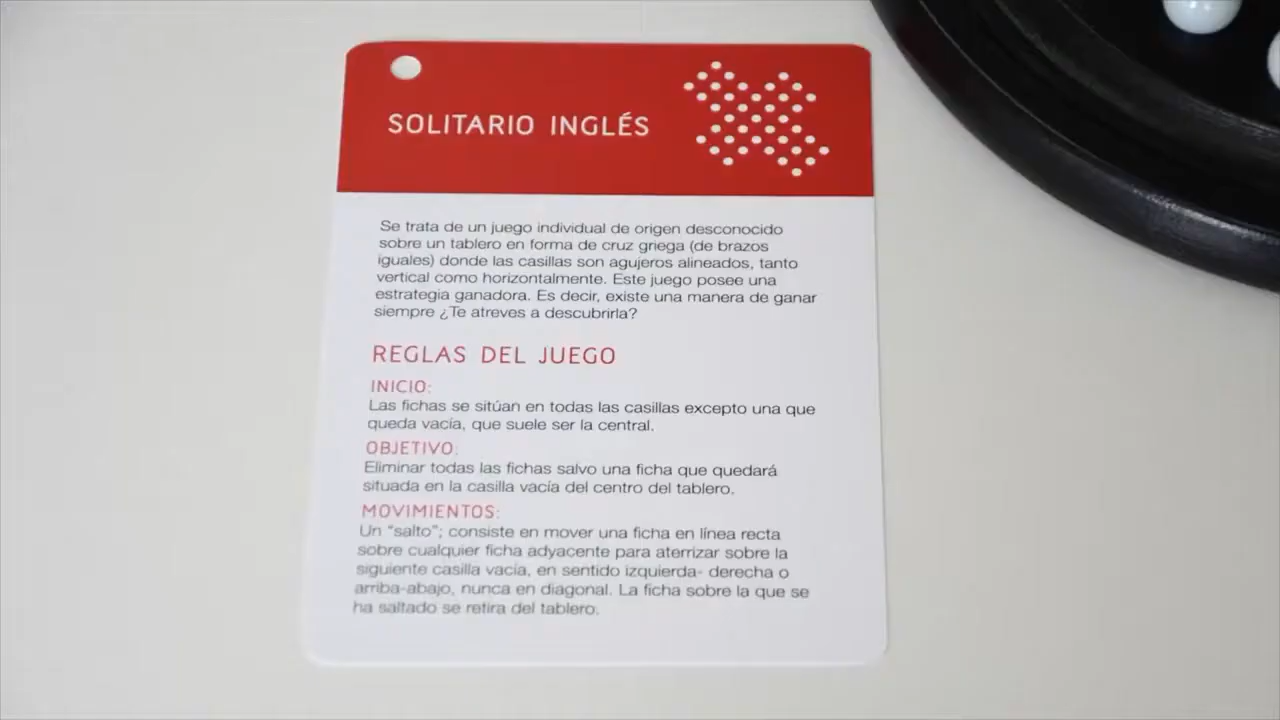 SOLITARIO INGLÉS
Se trata de un juego individual de origen desconocido
sobre un tablero en forma de cruz griega (de brazos
iguales) donde las casillas son agujeros alineados, tanto
vertical como horizontalmente. Este juego posee una
estrategia ganadora. Es decir, existe una manera de ganar
siempre ¿Te atreves a descubrirla?
REGLAS DEL JUEGO
INICIO:
Las fichas se sitúan en todas las casillas excepto una que
queda vacía, que suele ser la central.
OBJETIVO:
Eliminar todas las fichas salvo una ficha que quedará
situada en la casilla vacía del centro del tablero.
MOVIMIENTOS:
Un “salto”; consiste en mover una ficha en línea recta
sobre cualquier ficha adyacente para aterrizar sobre la
siguiente casilla vacía, en sentido izquierda- derecha o
arriba-abajo, nunca en diagonal. La ficha sobre la que se
ha saltado se retira del tablero.